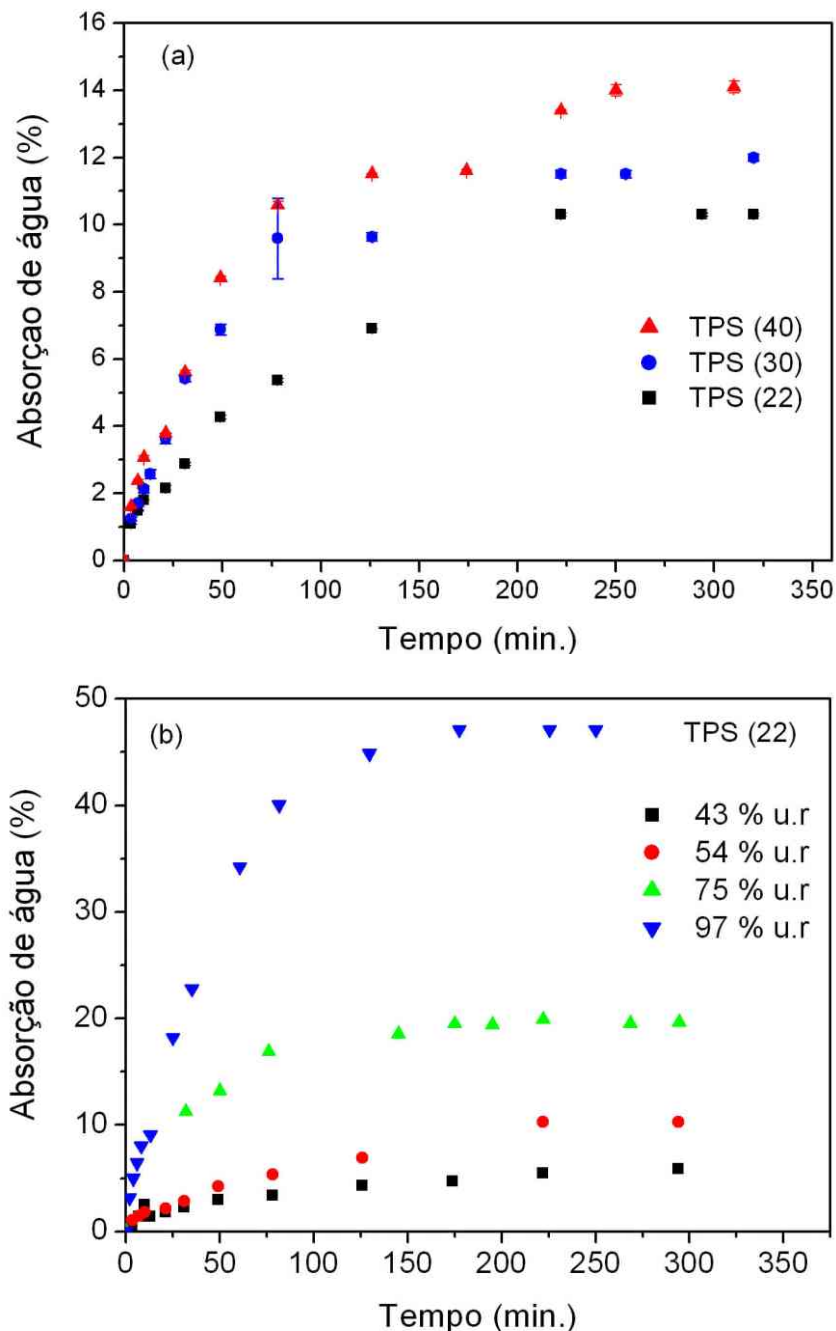 (a)
Absorçao de água (%)
16
14
12
10
8
6
4
2
0
TPS (40)
TPS (30)
TPS (22)
0 50 100 150 200 250 300 350
Tempo (min.)
(b)
TPS (22)
Absorção de água (%)
50
40
30
20
10
0
43 % u.r
54 % u.r
75 % u.r
97 % u.r
0 50 100 150 200 250 300 350
Tempo (min.)